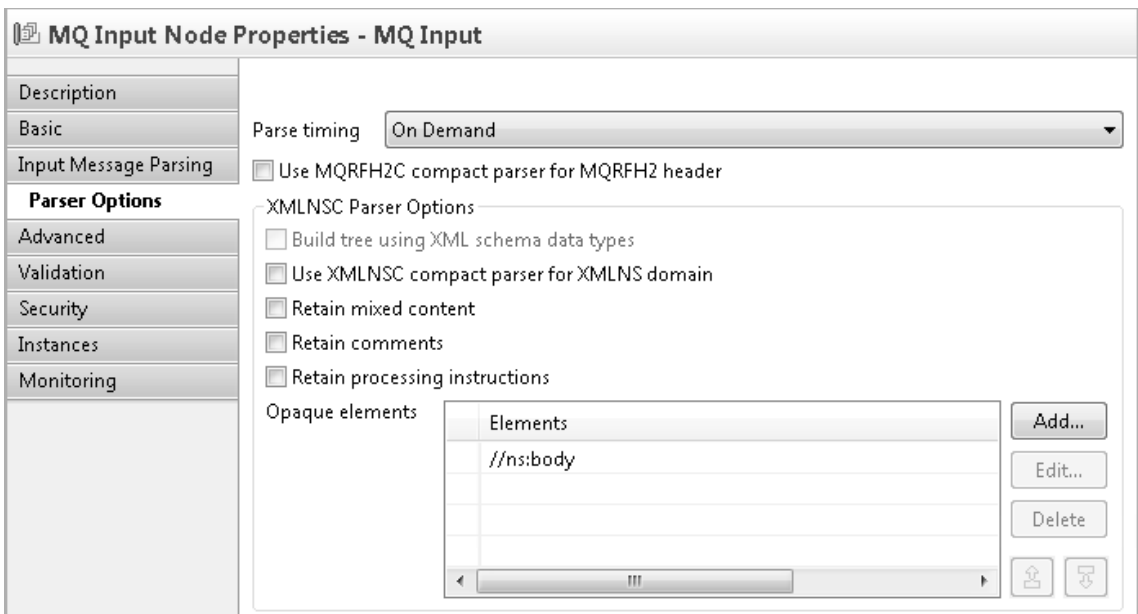 MQ Input Node Properties - MQ Input
Description
Basic
Input Message Parsing
Parser Options
Advanced
Validation
Security
Instances
Monitoring
Parse timing On Demand
Use MQRFH2C compact parser for MQRFH2 header
XMLNSC Parser Options
Build tree using XML schema data types
Use XMLNSC compact parser for XMLNS domain
Retain mixed content
Retain comments
Retain processing instructions
Opaque elements
Elements
//ns:body
Add...
Edit...
Delete